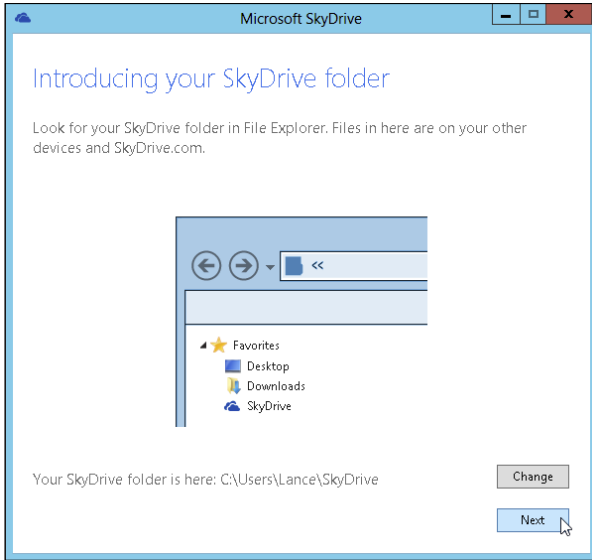 Microsoft SkyDrive
Introducing your SkyDrive folder
Look for your SkyDrive folder in File Explorer. Files in here are on your other
devices and SkyDrive.com.
<<
Favorites
Desktop
Downloads
SkyDrive
Your SkyDrive folder is here: C:\Users\Lance\SkyDrive
Change
Next